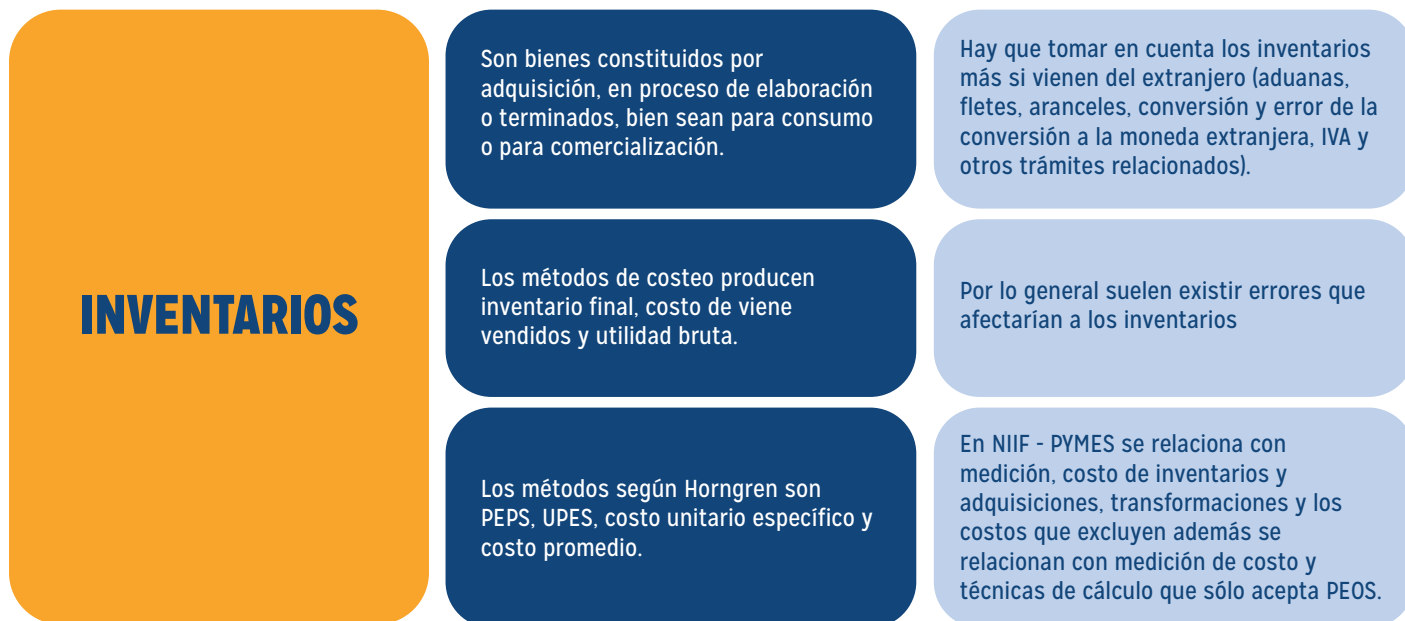 INVENTARIOS
Son bienes constituidos por
adquisición, en proceso de elaboración
o terminados, bien sean para consumo
o para comercialización.
Hay que tomar en cuenta los inventarios
más si vienen del extranjero (aduanas,
fletes, aranceles, conversión y error de la
conversión a la moneda extranjera, IVA y
otros trámites relacionados).
Los métodos de costeo producen
inventario final, costo de viene
vendidos y utilidad bruta.
Por lo general suelen existir errores que
afectarían a los inventarios
Los métodos según Horngren son
PEPS, UPES, costo unitario específico y
costo promedio.
En NIIF - PYMES se relaciona con
medición, costo de inventarios y
adquisiciones, transformaciones y los
costos que excluyen además se
relacionan con medición de costo y
técnicas de cálculo que sólo acepta PEOS.